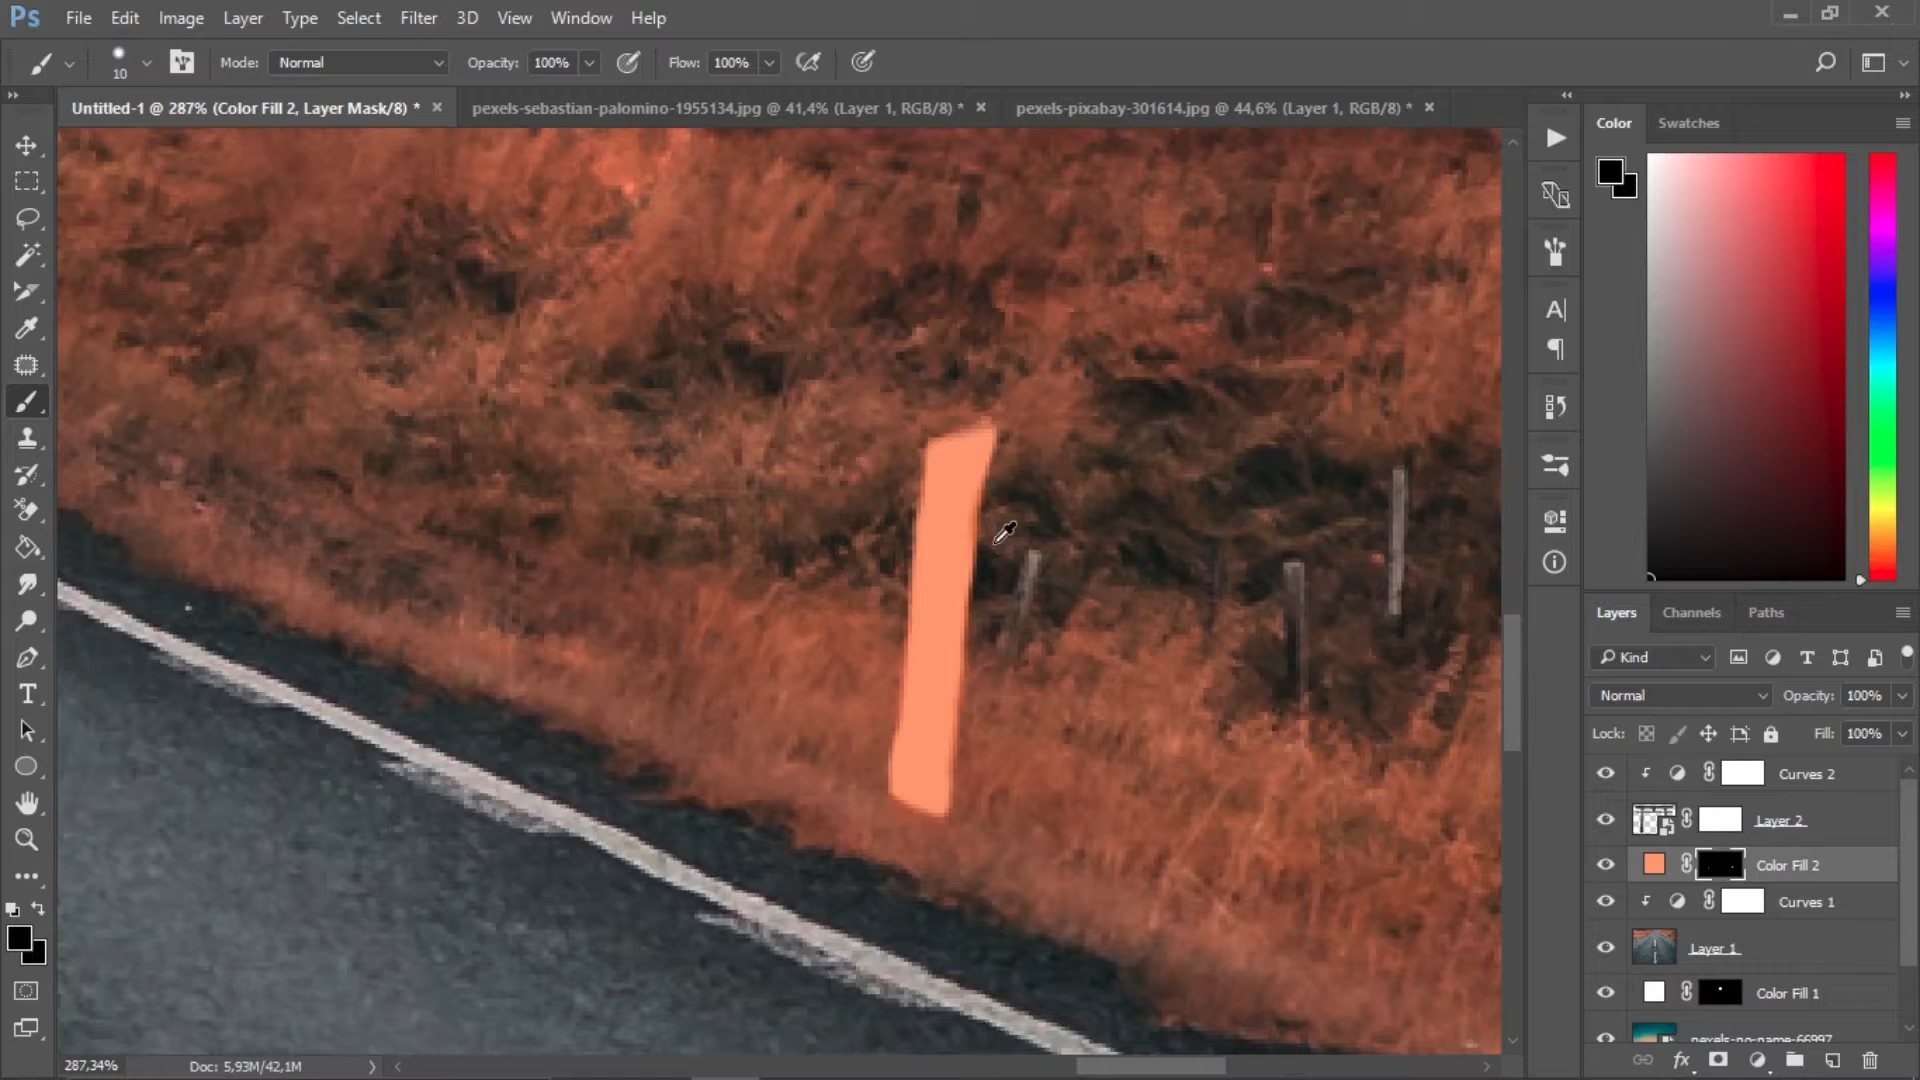 Ps File Edit Image Layer Type Select Filter 3D View Window Help
10 Mode: Normal Opacity: 100% Flow: 100%
Untitled-1 @ 287% (Color Fill 2, Layer Mask/8) * pexels-sebastian-palomino-1955134.jpg @ 41,4% (Layer 1, RGB/8) * pexels-pixabay-301614.jpg @ 44,6% (Layer 1, RGB/8) *
Color Swatches
Layers Channels Paths
Kind
Normal Opacity: 100%
Lock: Fill: 100%
Curves 2
Layer 2
Color Fill 2
Curves 1
Layer 1
Color Fill 1
pexels-no-name-66997
287,34% Doc: 5,93M/42,1M